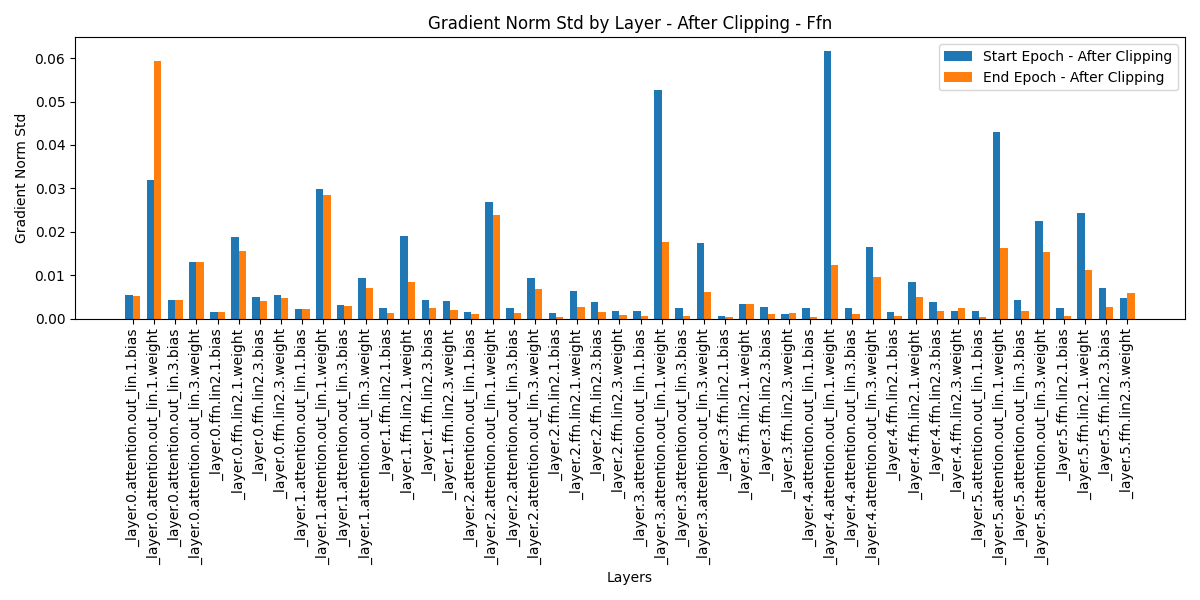 Gradient Norm Std by Layer - After Clipping - Ffn
Start Epoch - After Clipping
End Epoch - After Clipping
Gradient Norm Std
0.06
0.05
0.04
0.03
0.02
0.01
0.00
_layer.0.attention.out_lin.1.bias
_layer.0.attention.out_lin.1.weight
_layer.0.attention.out_lin.3.bias
_layer.0.attention.out_lin.3.weight
_layer.0.ffn.lin2.1.bias
_layer.0.ffn.lin2.1.weight
_layer.0.ffn.lin2.3.bias
_layer.0.ffn.lin2.3.weight
_layer.1.attention.out_lin.1.bias
_layer.1.attention.out_lin.1.weight
_layer.1.attention.out_lin.3.bias
_layer.1.attention.out_lin.3.weight
_layer.1.ffn.lin2.1.bias
_layer.1.ffn.lin2.1.weight
_layer.1.ffn.lin2.3.bias
_layer.1.ffn.lin2.3.weight
_layer.2.attention.out_lin.1.bias
_layer.2.attention.out_lin.1.weight
_layer.2.attention.out_lin.3.bias
_layer.2.attention.out_lin.3.weight
_layer.2.ffn.lin2.1.bias
_layer.2.ffn.lin2.1.weight
_layer.2.ffn.lin2.3.bias
_layer.2.ffn.lin2.3.weight
_layer.3.attention.out_lin.1.bias
_layer.3.attention.out_lin.1.weight
_layer.3.attention.out_lin.3.bias
_layer.3.attention.out_lin.3.weight
_layer.3.ffn.lin2.1.bias
_layer.3.ffn.lin2.1.weight
_layer.3.ffn.lin2.3.bias
_layer.3.ffn.lin2.3.weight
_layer.4.attention.out_lin.1.bias
_layer.4.attention.out_lin.1.weight
_layer.4.attention.out_lin.3.bias
_layer.4.attention.out_lin.3.weight
_layer.4.ffn.lin2.1.bias
_layer.4.ffn.lin2.1.weight
_layer.4.ffn.lin2.3.bias
_layer.4.ffn.lin2.3.weight
_layer.5.attention.out_lin.1.bias
_layer.5.attention.out_lin.1.weight
_layer.5.attention.out_lin.3.bias
_layer.5.attention.out_lin.3.weight
_layer.5.ffn.lin2.1.bias
_layer.5.ffn.lin2.1.weight
_layer.5.ffn.lin2.3.bias
_layer.5.ffn.lin2.3.weight
Layers